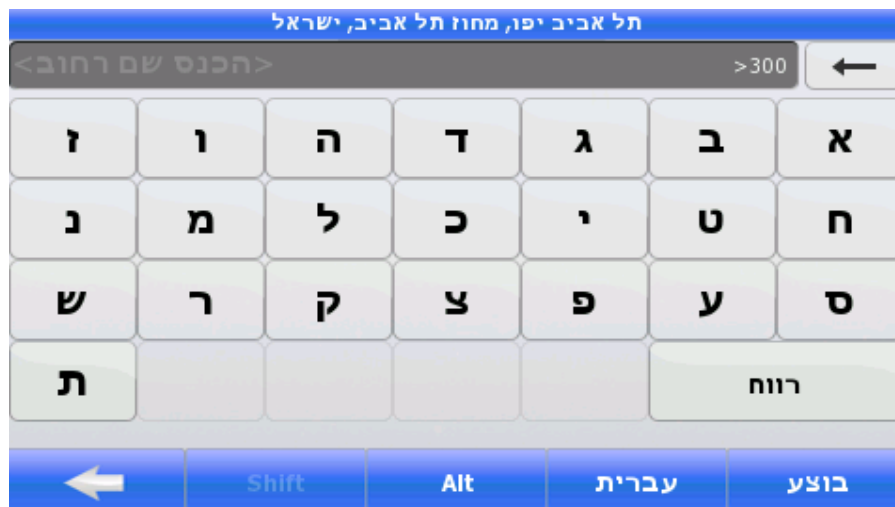 תל אביב יפו, מחוז תל אביב, ישראל
<הכנס שם רחוב> >300
א ב ג ד ה ו ז
ח ט י כ ל מ נ
ס ע פ צ ק ר ש
רווח ת
בוצע עברית Alt Shift